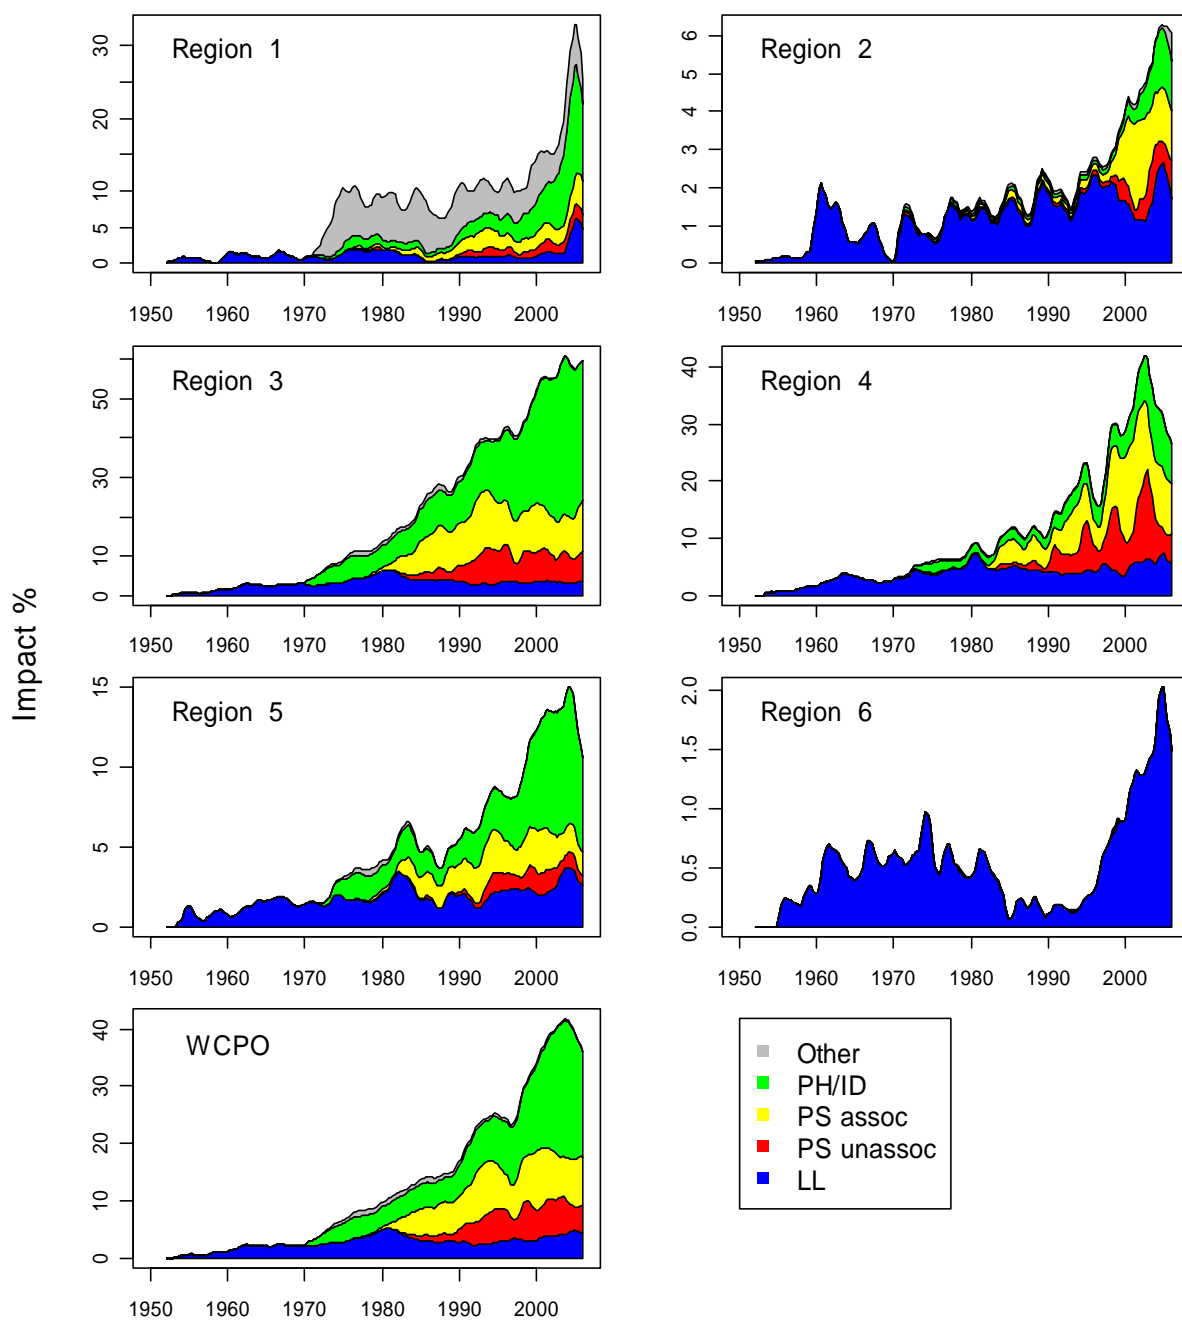 Impact %
Region 1
0 5 10 20 30
1950 1960 1970 1980 1990 2000
Region 2
0 1 2 3 4 5 6
1950 1960 1970 1980 1990 2000
Region 3
0 10 30 50
1950 1960 1970 1980 1990 2000
Region 4
0 10 20 30 40
1950 1960 1970 1980 1990 2000
Region 5
0 5 10 15
1950 1960 1970 1980 1990 2000
Region 6
0.0 0.5 1.0 1.5 2.0
1950 1960 1970 1980 1990 2000
WCPO
0 10 20 30 40
1950 1960 1970 1980 1990 2000
Other
PH/ID
PS assoc
PS unassoc
LL